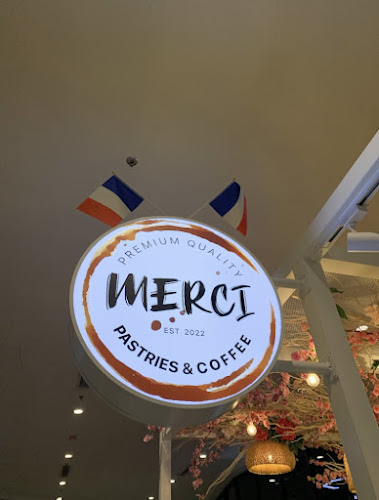 PREMIUM QUALITY
MERCI
EST. 2022
PASTRIES & COFFEE